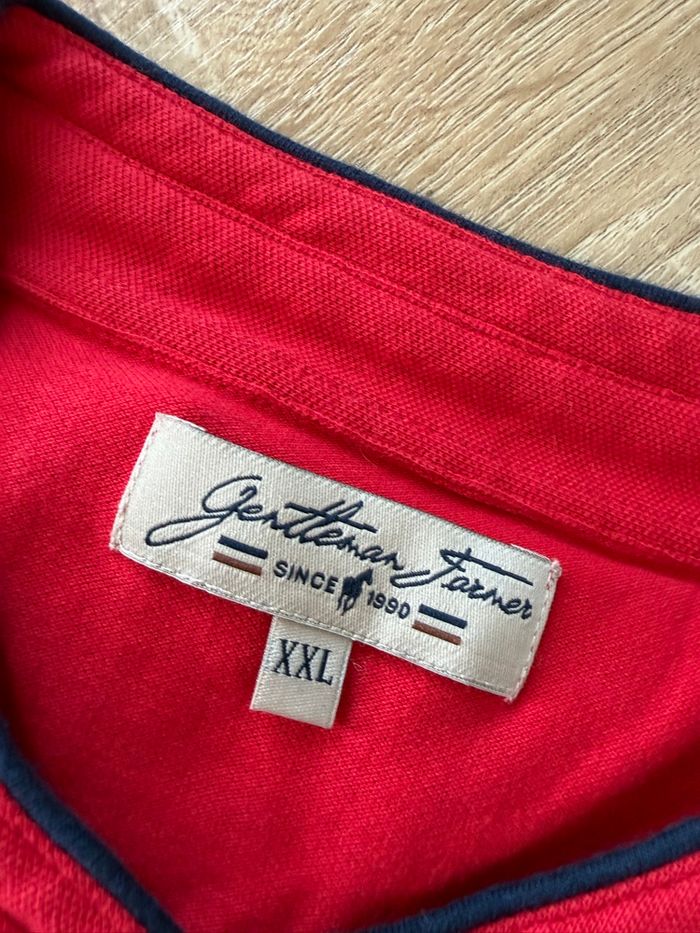 Gentleman Farmer
SINCE 1990
XXL